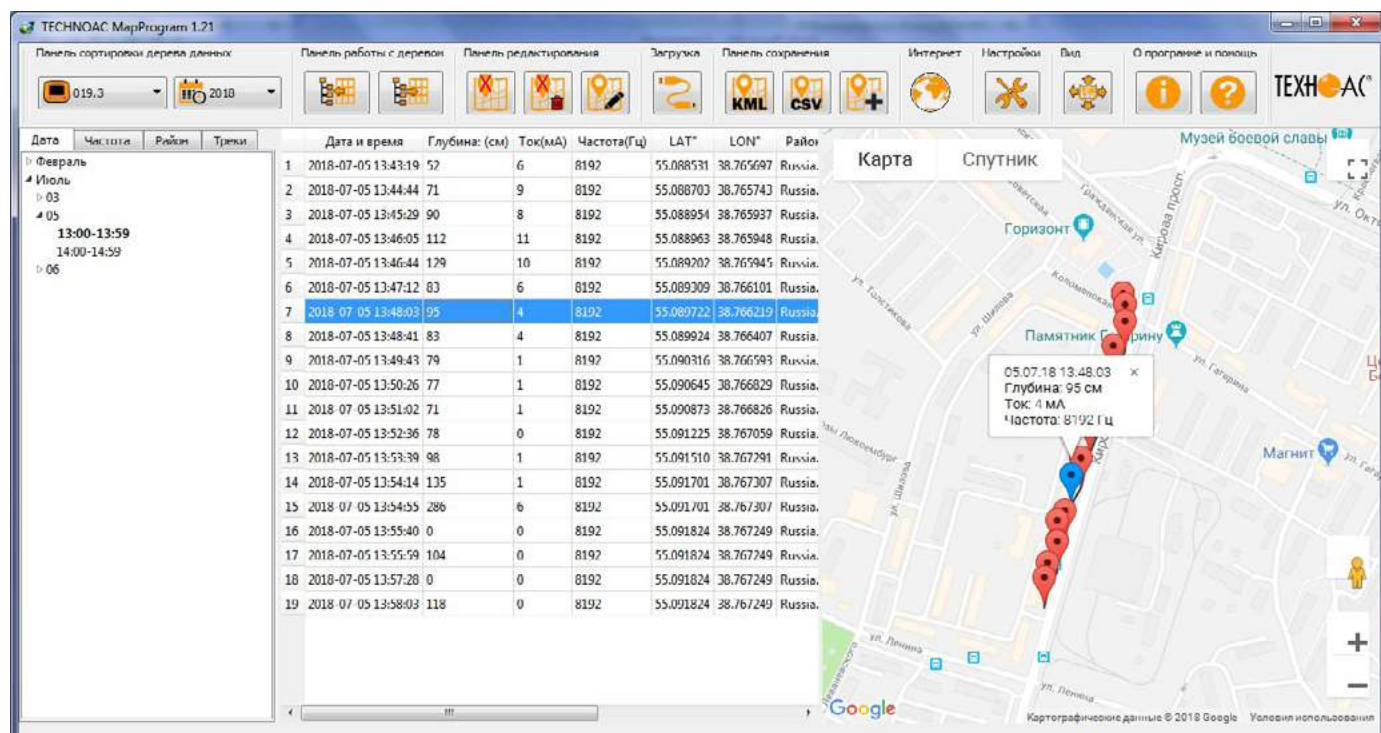 TECHNOAC MapProgram 1.21
Панель сортировки дерева данных
Панель работы с деревом
Панель редактирования
Загрузка
Панель сохранения
Интернет
Настройки
Вид
О программе и помощь
019.3
2018
KML
CSV
ТЕХНОАС®
Дата Частота Район Треки
Февраль
Июль
03
05
13:00-13:59
14:00-14:59
06
Дата и время Глубина: (см) Ток(мА) Частота(Гц) LAT° LON° Район
1 2018-07-05 13:43:19 52 6 8192 55.088531 38.765697 Russia.
2 2018-07-05 13:44:44 71 9 8192 55.088703 38.765743 Russia.
3 2018-07-05 13:45:29 90 8 8192 55.088954 38.765937 Russia.
4 2018-07-05 13:46:05 112 11 8192 55.088963 38.765948 Russia.
5 2018-07-05 13:46:44 129 10 8192 55.089202 38.765945 Russia.
6 2018-07-05 13:47:12 83 6 8192 55.089309 38.766101 Russia.
7 2018-07-05 13:48:03 95 4 8192 55.089722 38.766219 Russia.
8 2018-07-05 13:48:41 83 4 8192 55.089924 38.766407 Russia.
9 2018-07-05 13:49:43 79 1 8192 55.090316 38.766593 Russia.
10 2018-07-05 13:50:26 77 1 8192 55.090645 38.766829 Russia.
11 2018-07-05 13:51:02 71 1 8192 55.090873 38.766826 Russia.
12 2018-07-05 13:52:36 78 0 8192 55.091225 38.767059 Russia.
13 2018-07-05 13:53:39 98 1 8192 55.091510 38.767291 Russia.
14 2018-07-05 13:54:14 135 1 8192 55.091701 38.767307 Russia.
15 2018-07-05 13:54:55 286 6 8192 55.091701 38.767307 Russia.
16 2018-07-05 13:55:40 0 0 8192 55.091824 38.767249 Russia.
17 2018-07-05 13:55:59 104 0 8192 55.091824 38.767249 Russia.
18 2018-07-05 13:57:28 0 0 8192 55.091824 38.767249 Russia.
19 2018-07-05 13:58:03 118 0 8192 55.091824 38.767249 Russia.
Карта Спутник
Музей боевой славы
ул. Окт
Гражданская ул.
Кирова просп.
Горизонт
Коломенская
ул. Толстикова
ул. Шилова
Памятник Гагарину
ул. Гагарина
05.07.18 13.48.03 ×
Глубина: 95 см
Ток: 4 мА
Частота: 8192 Гц
Люксембург
ул. Шилова
Магнит
ул. Ленина
ул. Ленина
Google
Картографические данные © 2018 Google Условия использования